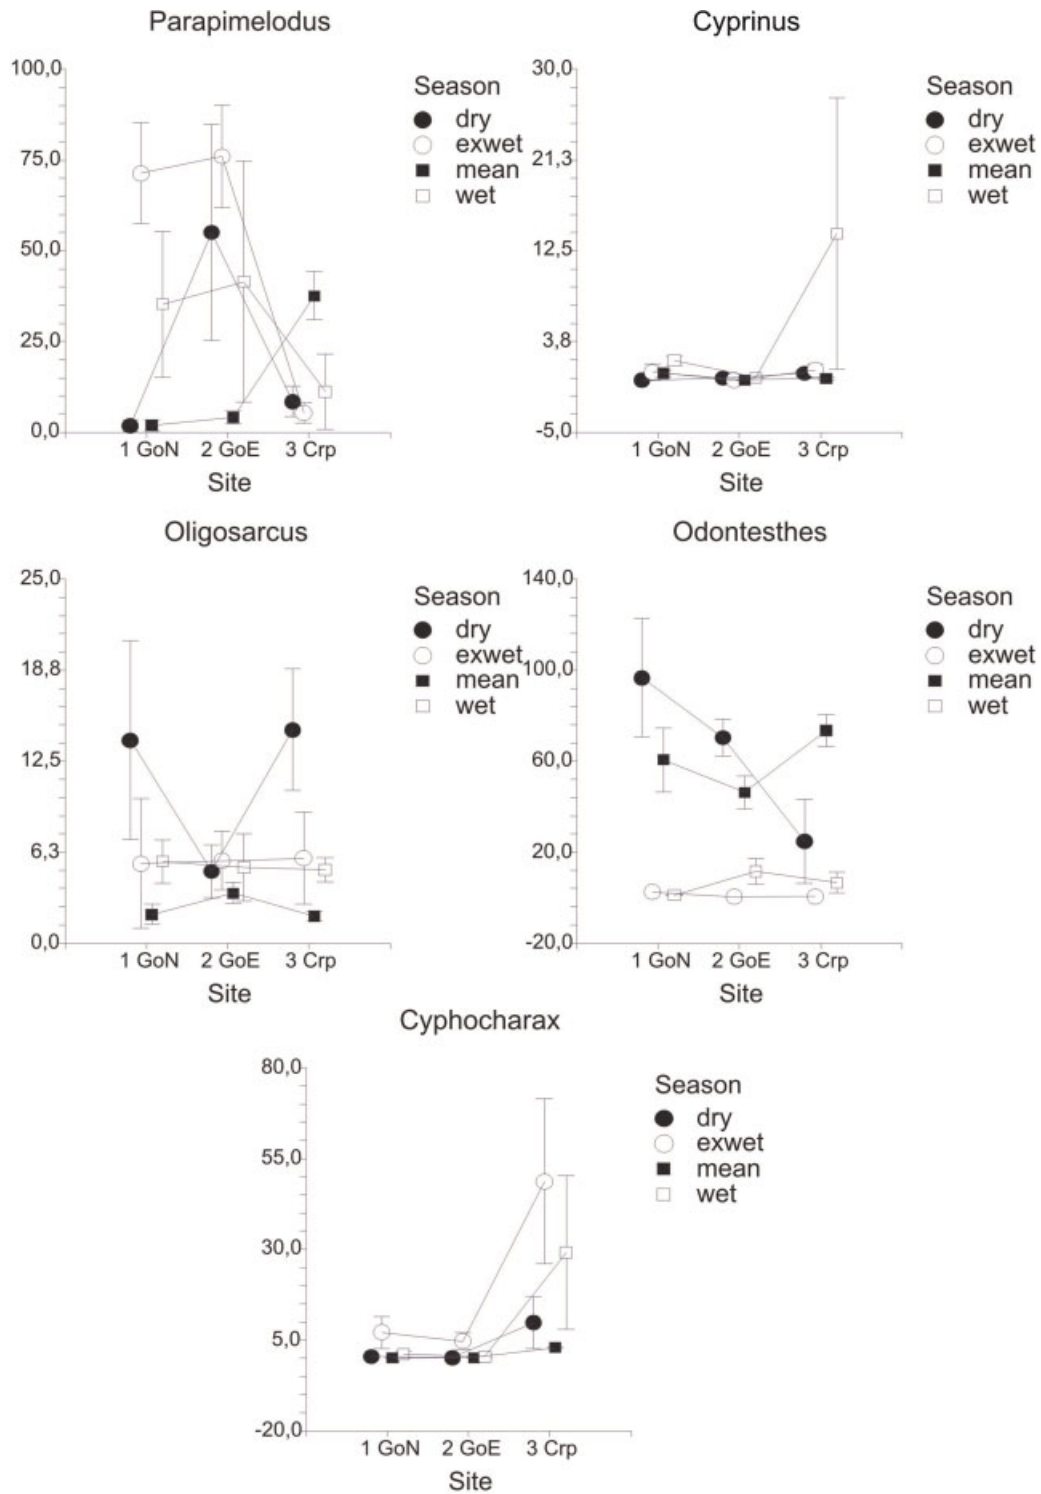 Parapimelodus
100,0
75,0
50,0
25,0
0,0
1 GoN 2 GoE 3 Crp
Site
Season
dry
exwet
mean
wet
Cyprinus
30,0
21,3
12,5
3,8
-5,0
1 GoN 2 GoE 3 Crp
Site
Season
dry
exwet
mean
wet
Oligosarcus
25,0
18,8
12,5
6,3
0,0
1 GoN 2 GoE 3 Crp
Site
Season
dry
exwet
mean
wet
Odontesthes
140,0
100,0
60,0
20,0
-20,0
1 GoN 2 GoE 3 Crp
Site
Season
dry
exwet
mean
wet
Cyphocharax
80,0
55,0
30,0
5,0
-20,0
1 GoN 2 GoE 3 Crp
Site
Season
dry
exwet
mean
wet